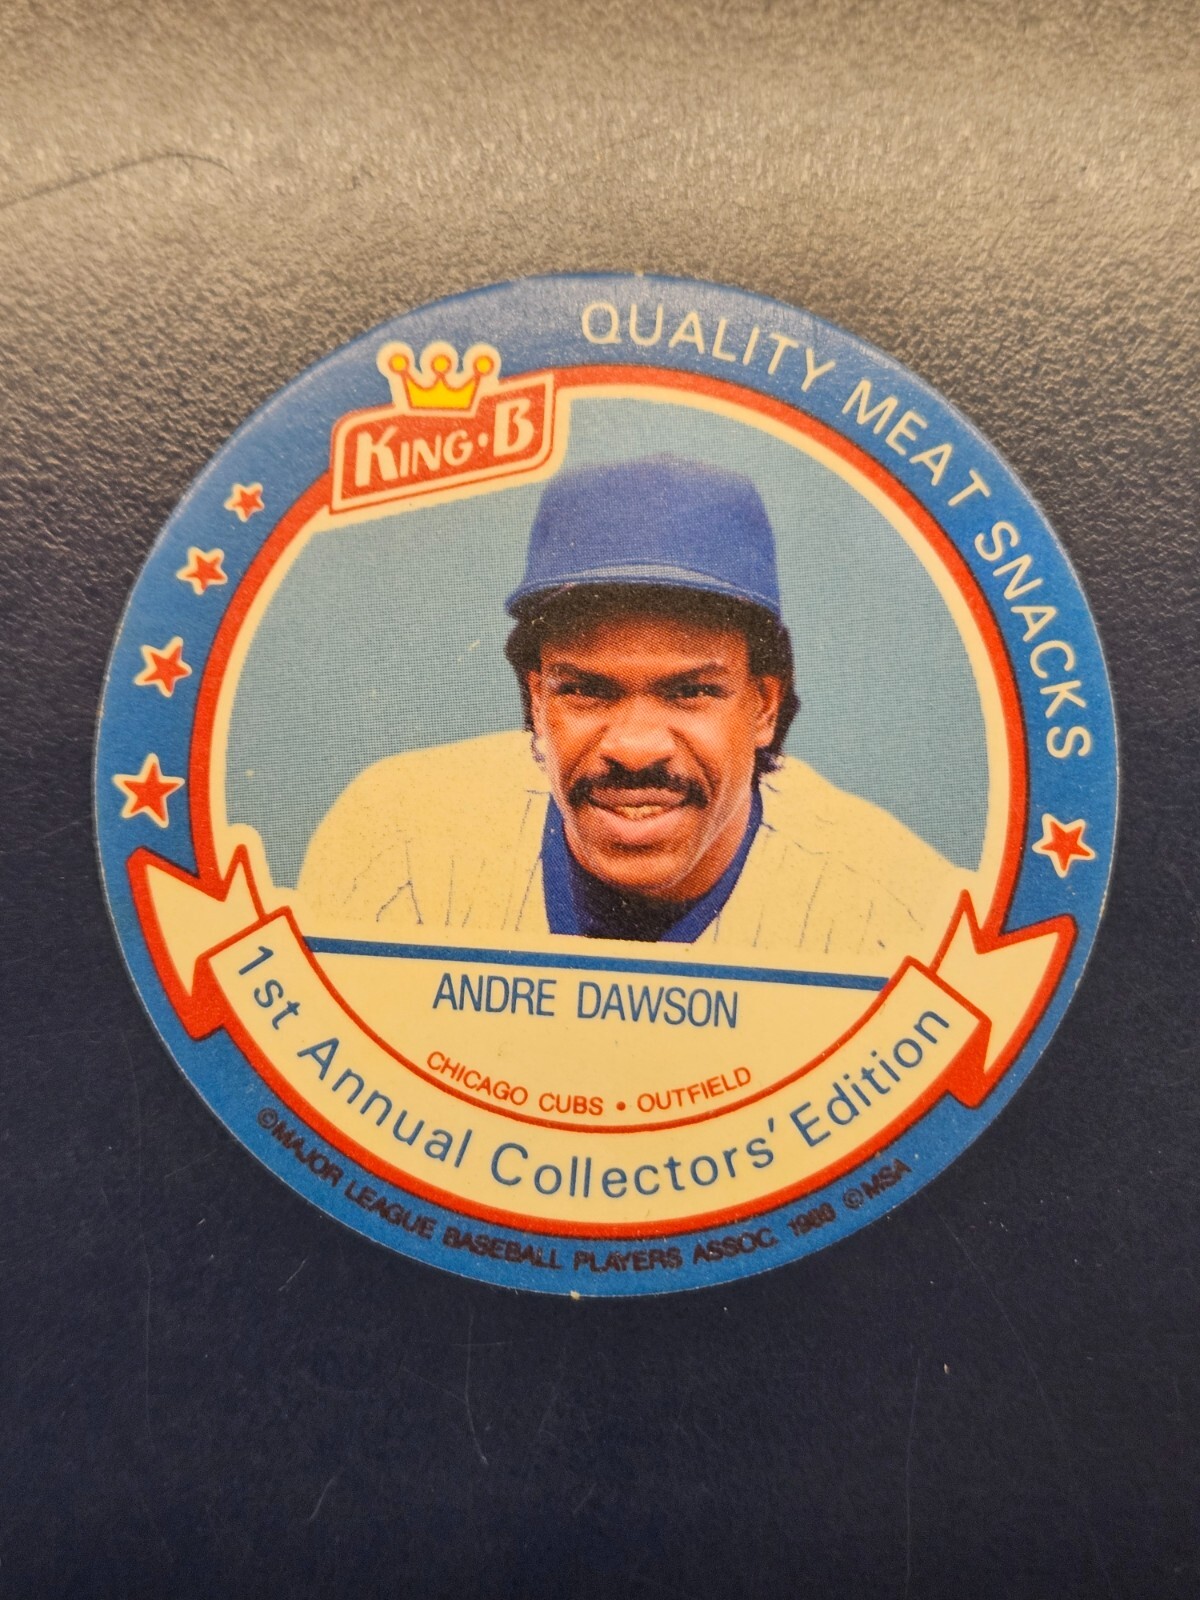 KING·B
QUALITY MEAT SNACKS
ANDRE DAWSON
CHICAGO CUBS • OUTFIELD
1st Annual Collectors' Edition
©MAJOR LEAGUE BASEBALL PLAYERS ASSOC. 1988 ©MSA